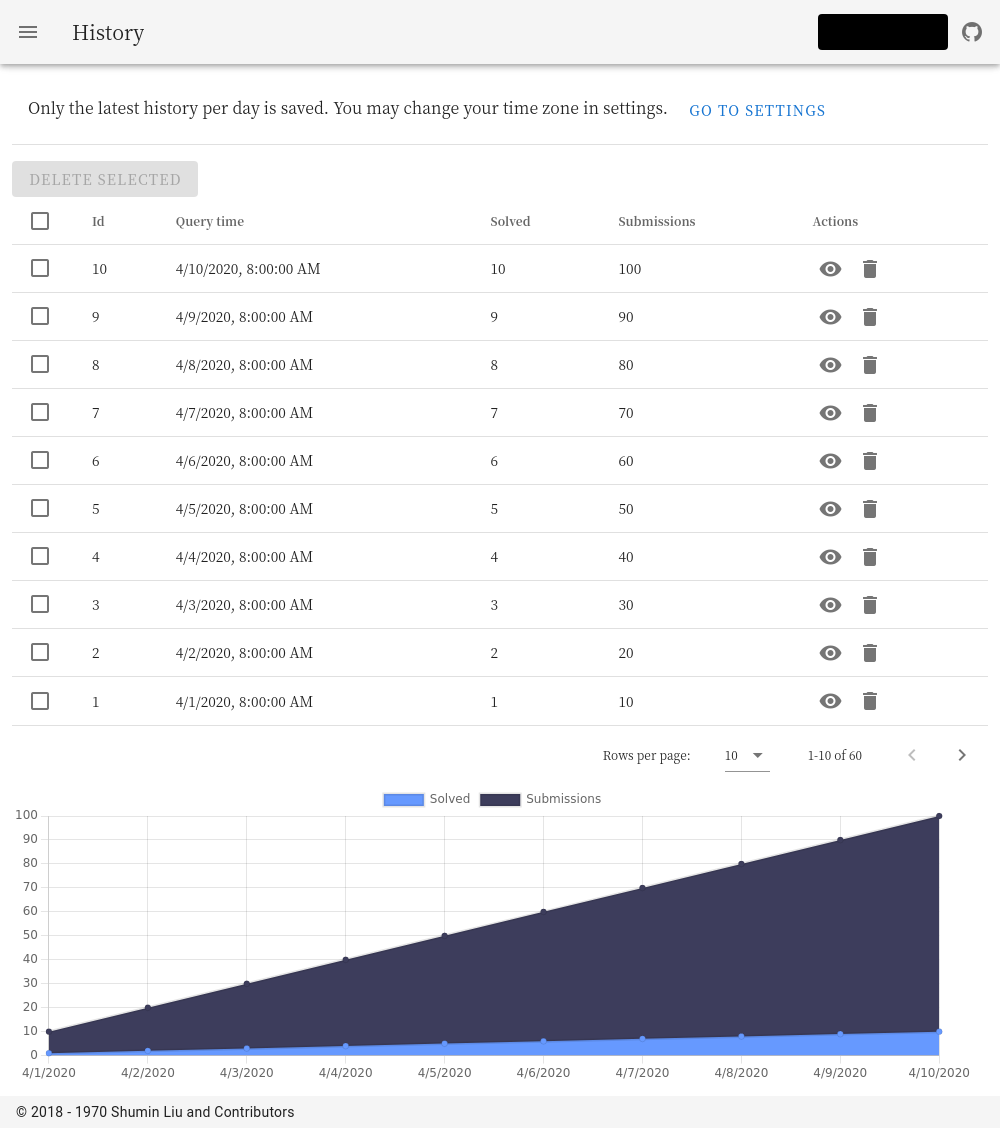 History
Only the latest history per day is saved. You may change your time zone in settings. GO TO SETTINGS
DELETE SELECTED
Id Query time Solved Submissions Actions
10 4/10/2020, 8:00:00 AM 10 100
9 4/9/2020, 8:00:00 AM 9 90
8 4/8/2020, 8:00:00 AM 8 80
7 4/7/2020, 8:00:00 AM 7 70
6 4/6/2020, 8:00:00 AM 6 60
5 4/5/2020, 8:00:00 AM 5 50
4 4/4/2020, 8:00:00 AM 4 40
3 4/3/2020, 8:00:00 AM 3 30
2 4/2/2020, 8:00:00 AM 2 20
1 4/1/2020, 8:00:00 AM 1 10
Rows per page: 10 1-10 of 60
Solved Submissions
100
90
80
70
60
50
40
30
20
10
0
4/1/2020 4/2/2020 4/3/2020 4/4/2020 4/5/2020 4/6/2020 4/7/2020 4/8/2020 4/9/2020 4/10/2020
© 2018 - 1970 Shumin Liu and Contributors